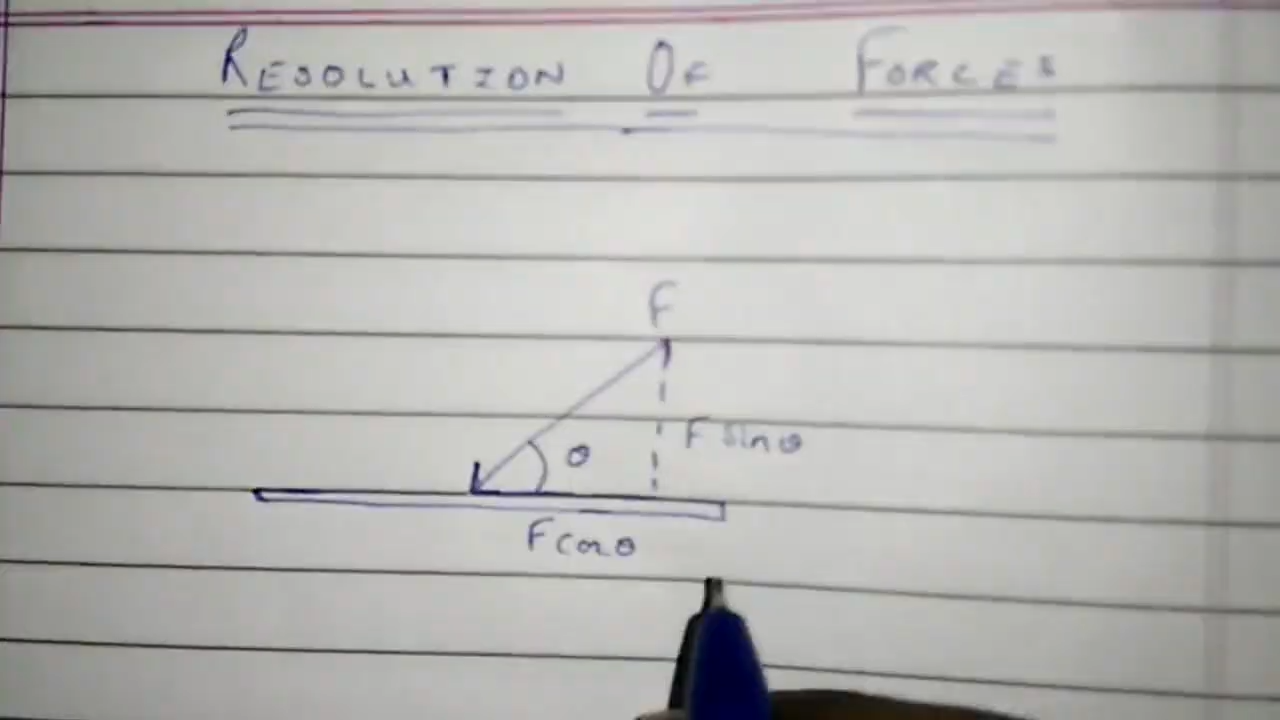 RESOLUTION OF FORCES
F
θ
F sinθ
F cosθ